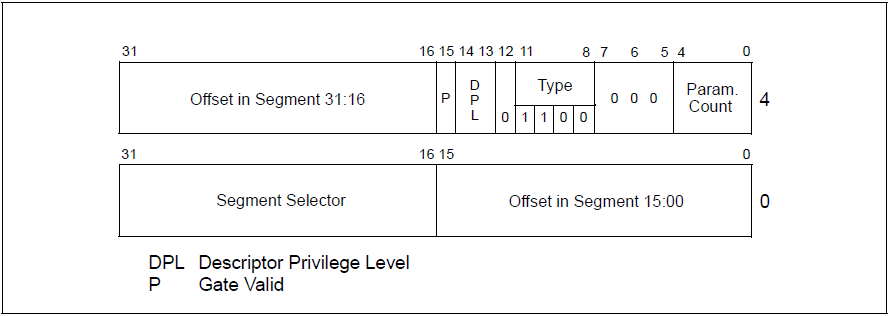 31 16 15 14 13 12 11 8 7 6 5 4 0
Offset in Segment 31:16 P D P L 0 Type 1 1 0 0 0 0 0 Param. Count 4
31 16 15 0
Segment Selector Offset in Segment 15:00 0
DPL Descriptor Privilege Level
P Gate Valid